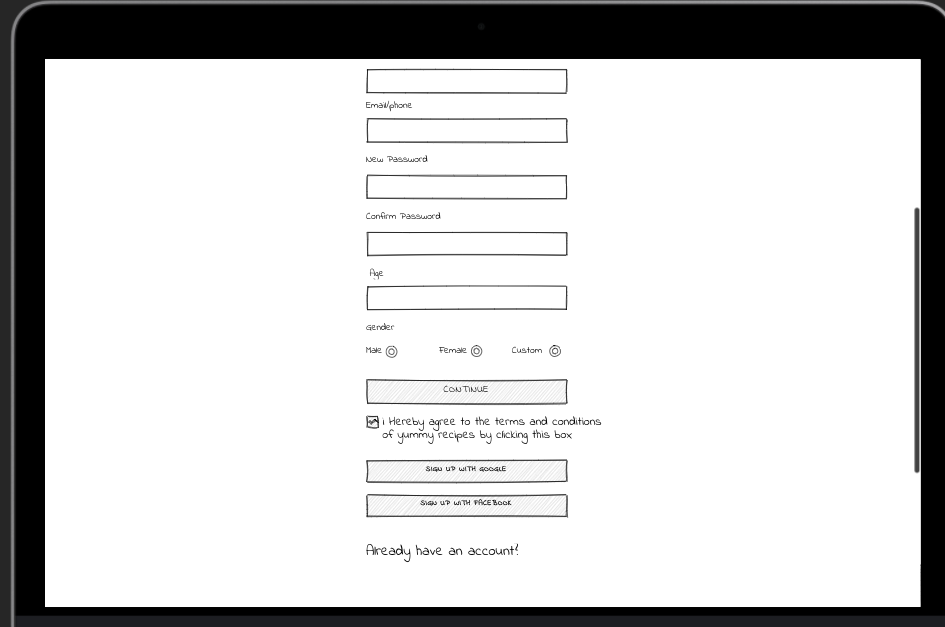 Email/phone
New Password
Confirm Password
Age
Gender
Male Female Custom
CONTINUE
i Hereby agree to the terms and conditions
of yummy recipes by clicking this box
SIGN UP WITH GOOGLE
SIGN UP WITH FACEBOOK
Already have an account?